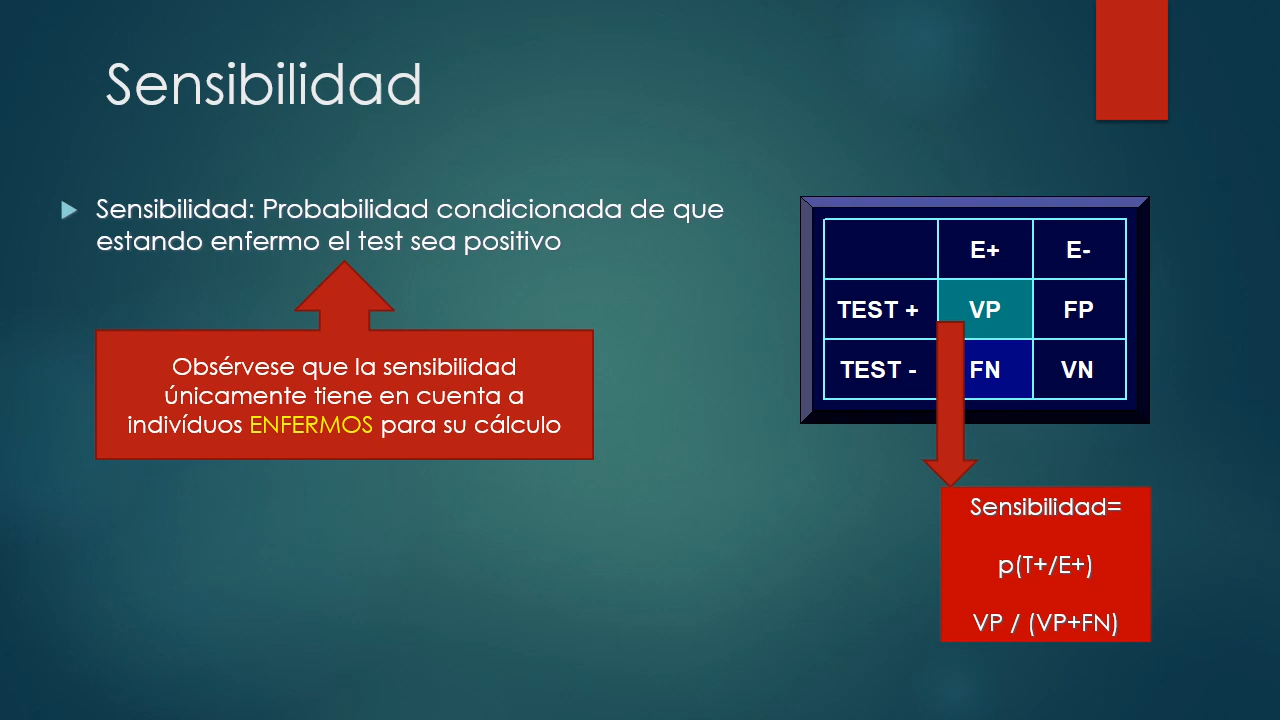 Sensibilidad
Sensibilidad: Probabilidad condicionada de que
estando enfermo el test sea positivo
Obsérvese que la sensibilidad
únicamente tiene en cuenta a
indivíduos ENFERMOS para su cálculo
E+ E-
TEST + VP FP
TEST - FN VN
Sensibilidad=
p(T+/E+)
VP / (VP+FN)